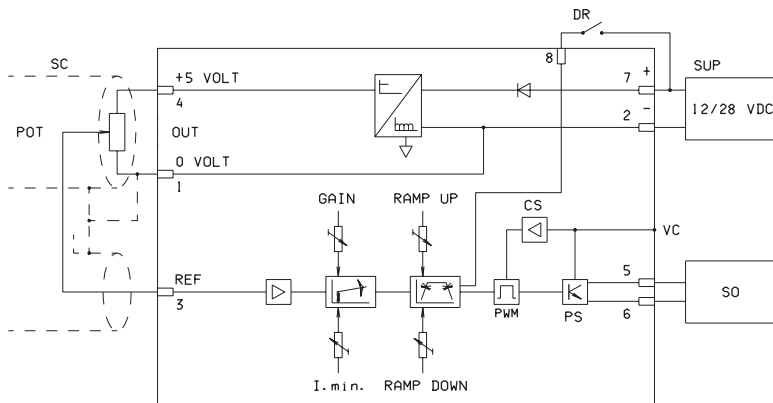 DR
SC
8
SUP
+5 VOLT
7
+
4
POT
OUT
2
-
12/28 VDC
0 VOLT
1
GAIN
RAMP UP
CS
VC
REF
5
3
SO
PWM
PS
6
I.min.
RAMP DOWN